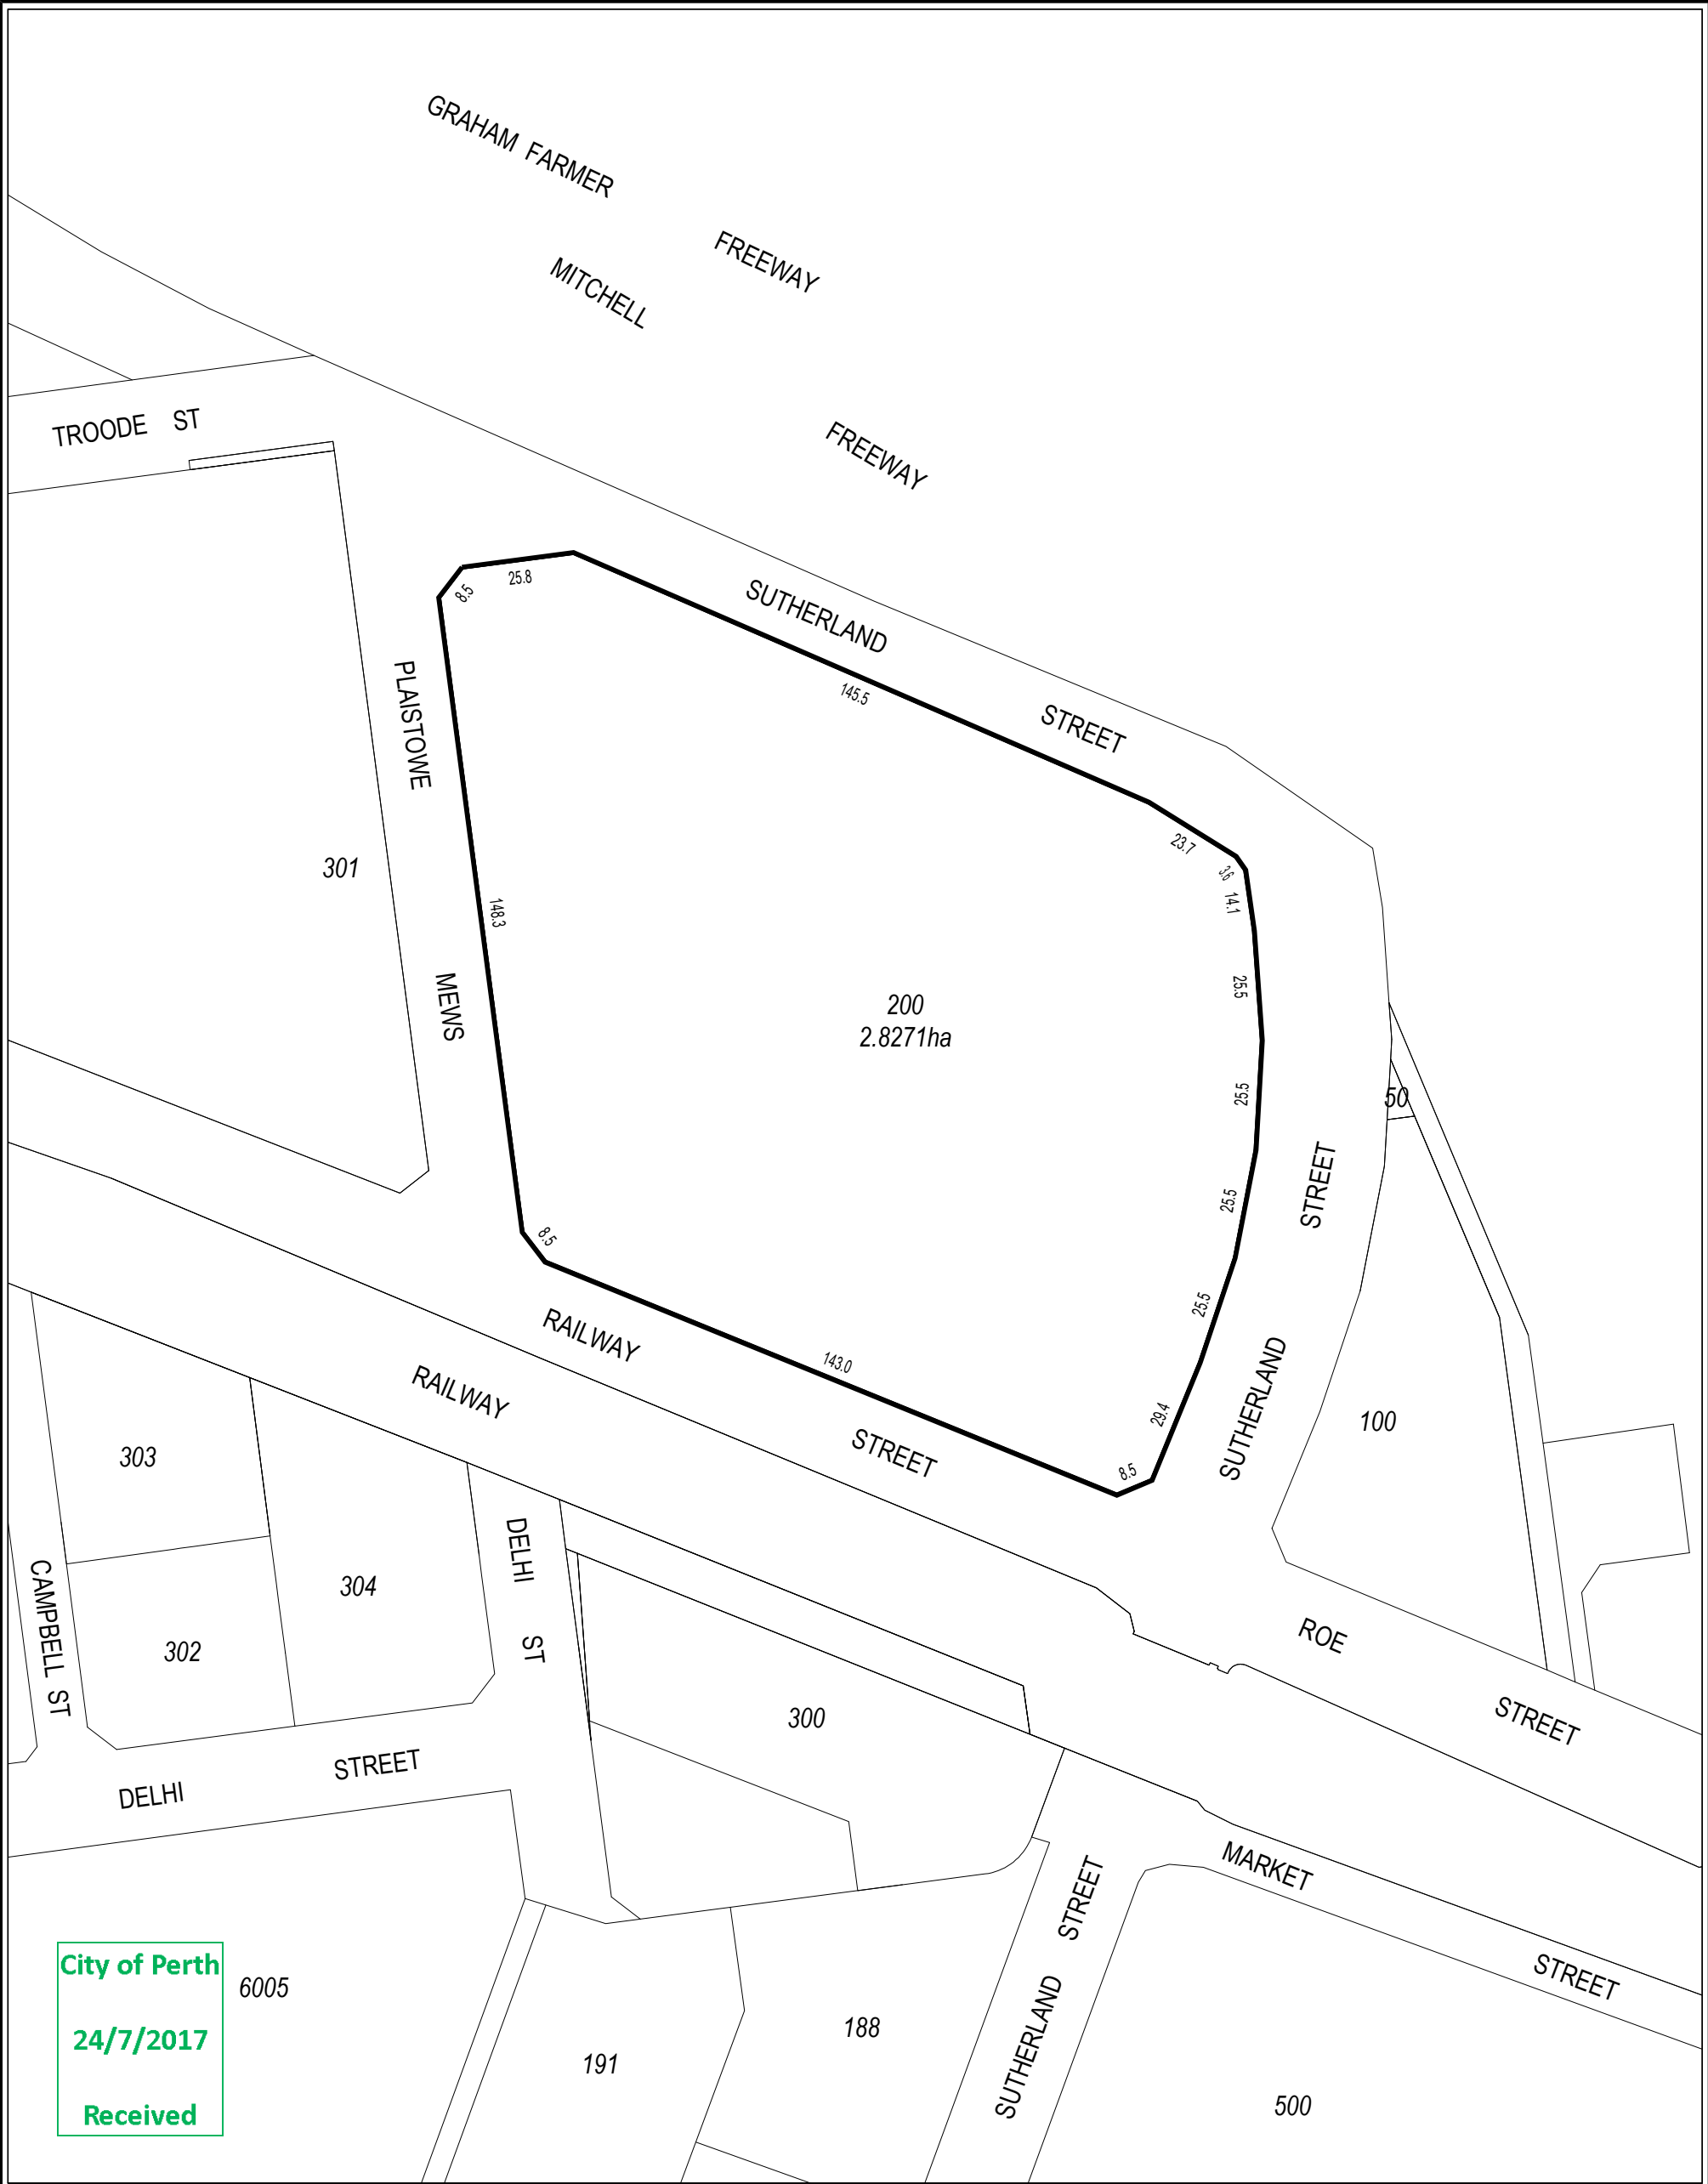 GRAHAM FARMER
FREEWAY
MITCHELL
FREEWAY
TROODE ST
25.8
8.5
SUTHERLAND
145.5
STREET
PLAISTOWE
23.7
3.6
14.1
301
148.3
25.5
MEWS
200
2.8271ha
25.5
50
25.5
STREET
8.5
25.5
RAILWAY
143.0
RAILWAY
SUTHERLAND
29.4
100
STREET
8.5
303
DELHI
ST
304
CAMPBELL ST
302
ROE
STREET
300
STREET
DELHI
MARKET
STREET
STREET
SUTHERLAND
City of Perth
24/7/2017
Received
6005
191
188
500